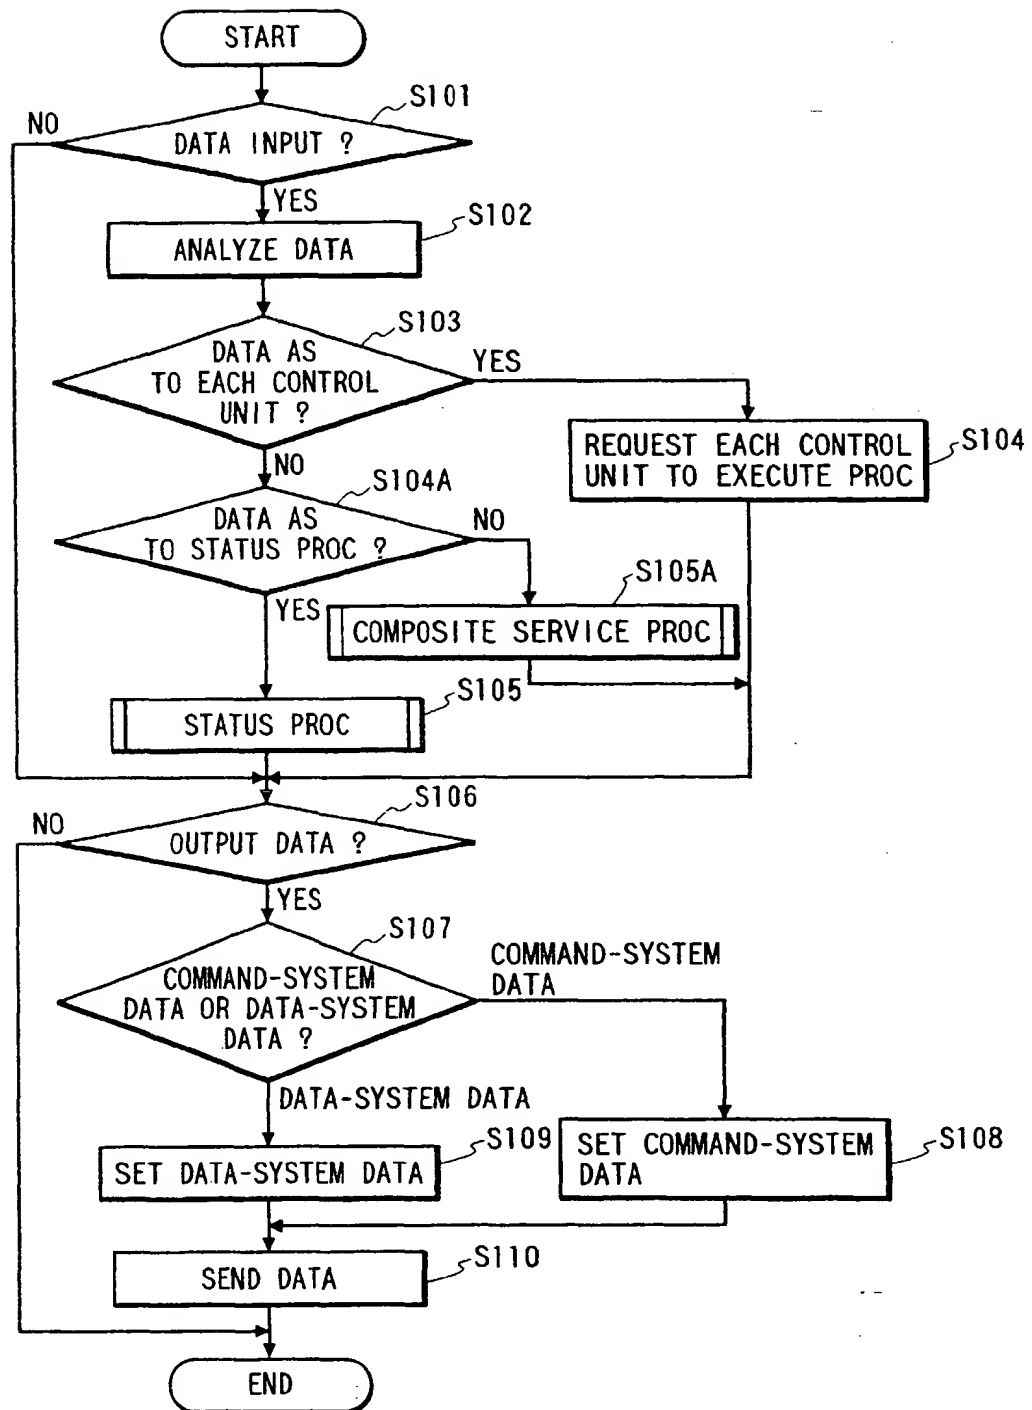 START
S101
NO
DATA INPUT ?
YES
S102
ANALYZE DATA
S103
DATA AS
TO EACH CONTROL
UNIT ?
YES
REQUEST EACH CONTROL
UNIT TO EXECUTE PROC
S104
NO
S104A
DATA AS
TO STATUS PROC ?
NO
S105A
YES
COMPOSITE SERVICE PROC
S105
STATUS PROC
S106
NO
OUTPUT DATA ?
YES
S107
COMMAND-SYSTEM
DATA OR DATA-SYSTEM
DATA ?
COMMAND-SYSTEM
DATA
DATA-SYSTEM DATA
S109
SET DATA-SYSTEM DATA
SET COMMAND-SYSTEM
DATA
S108
S110
SEND DATA
END